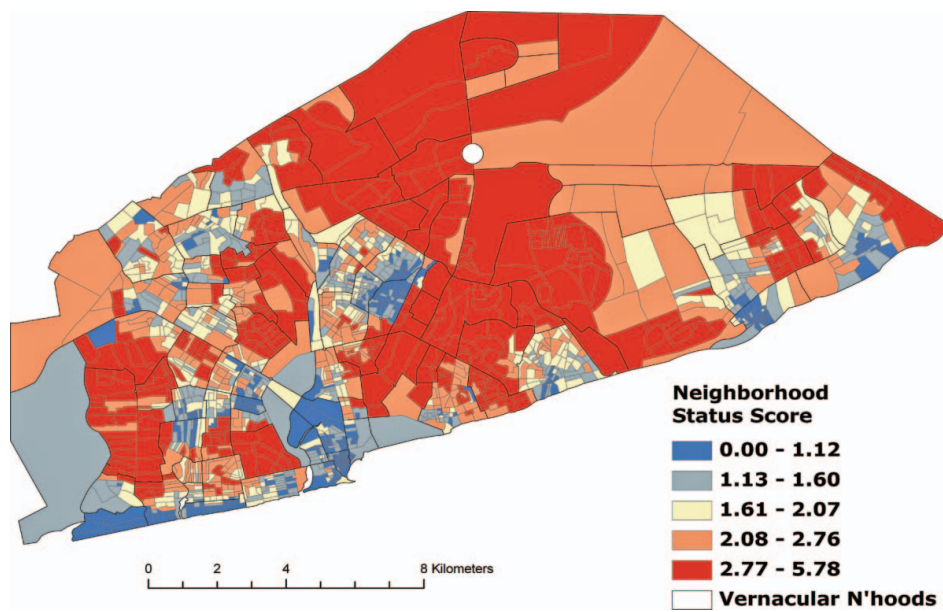 Neighborhood
Status Score
0.00 - 1.12
1.13 - 1.60
1.61 - 2.07
2.08 - 2.76
2.77 - 5.78
Vernacular N'hoods
0 2 4 8 Kilometers